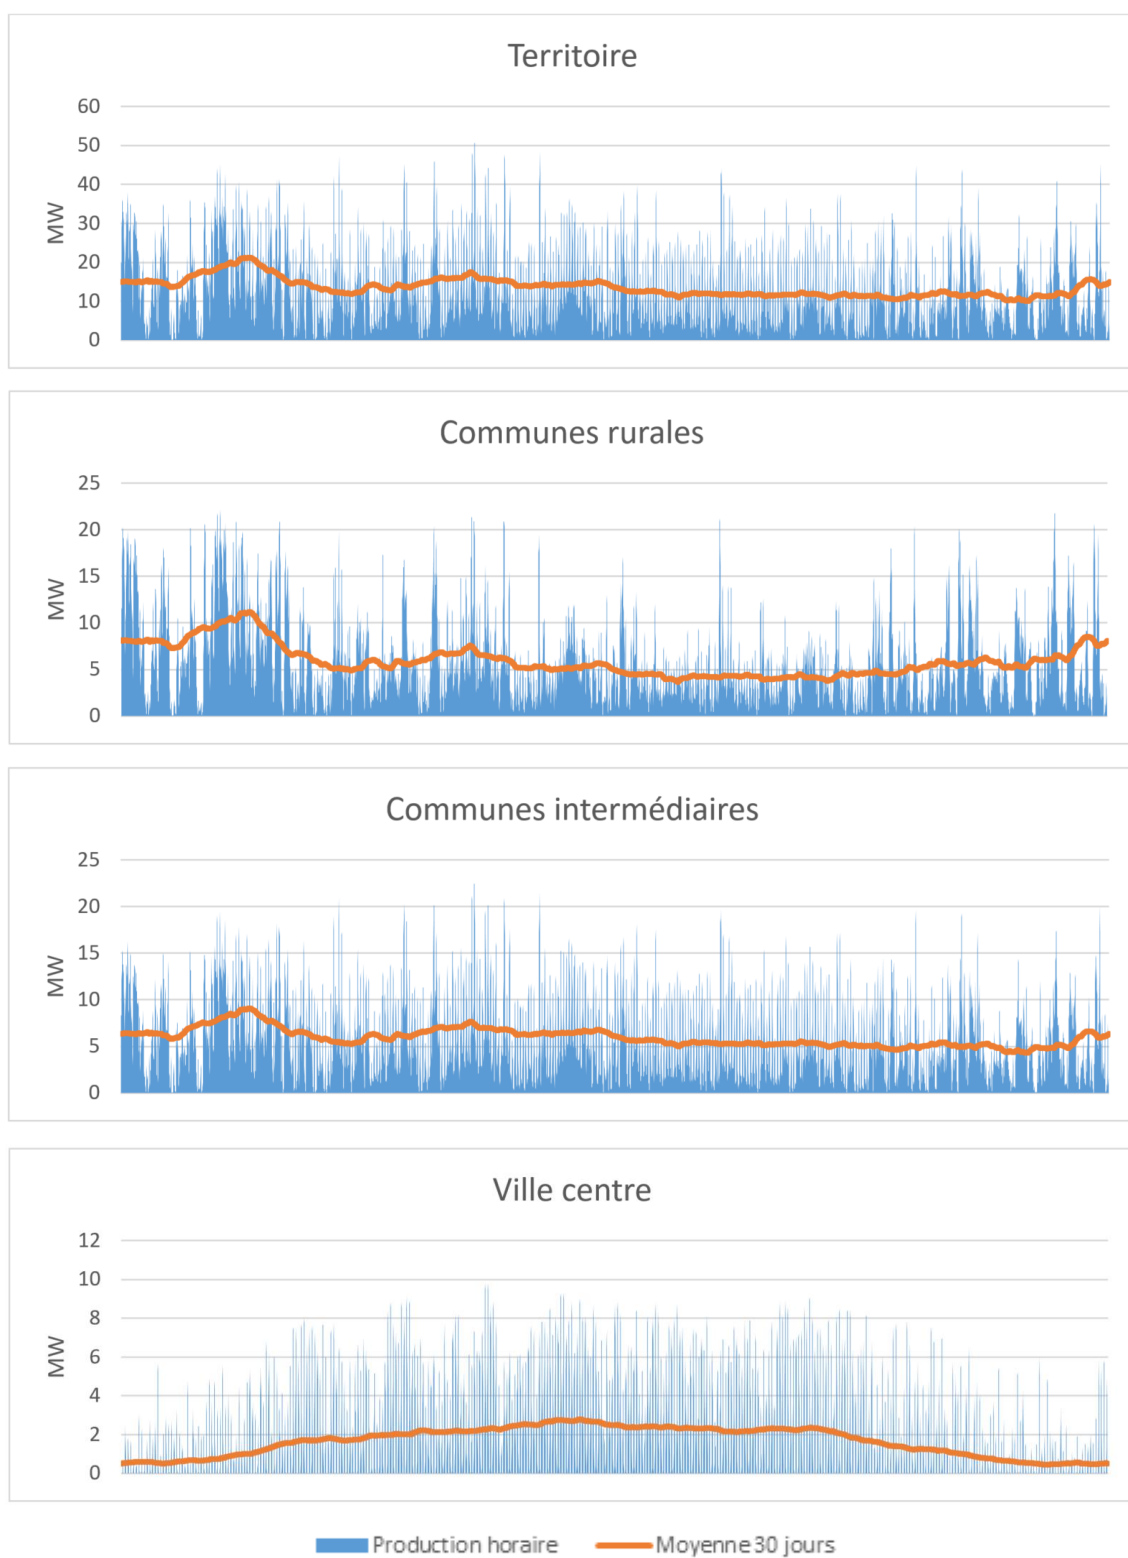 Territoire
60
50
40
30
20
10
0
MW
Communes rurales
25
20
15
10
5
0
MW
Communes intermédiaires
25
20
15
10
5
0
MW
Ville centre
12
10
8
6
4
2
0
MW
Production horaire Moyenne 30 jours